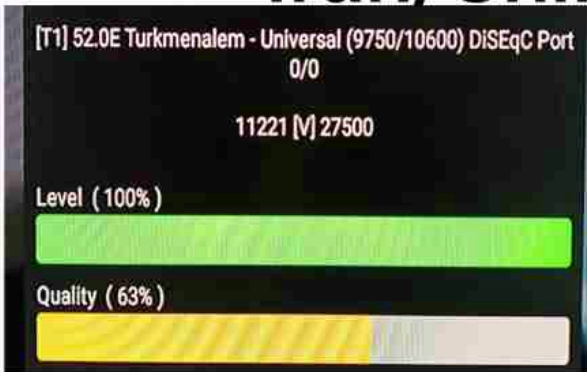 [T1] 52.0E Turkmenalem - Universal (9750/10600) DiSEqC Port
0/0
11221 [V] 27500
Level ( 100% )
Quality ( 63% )